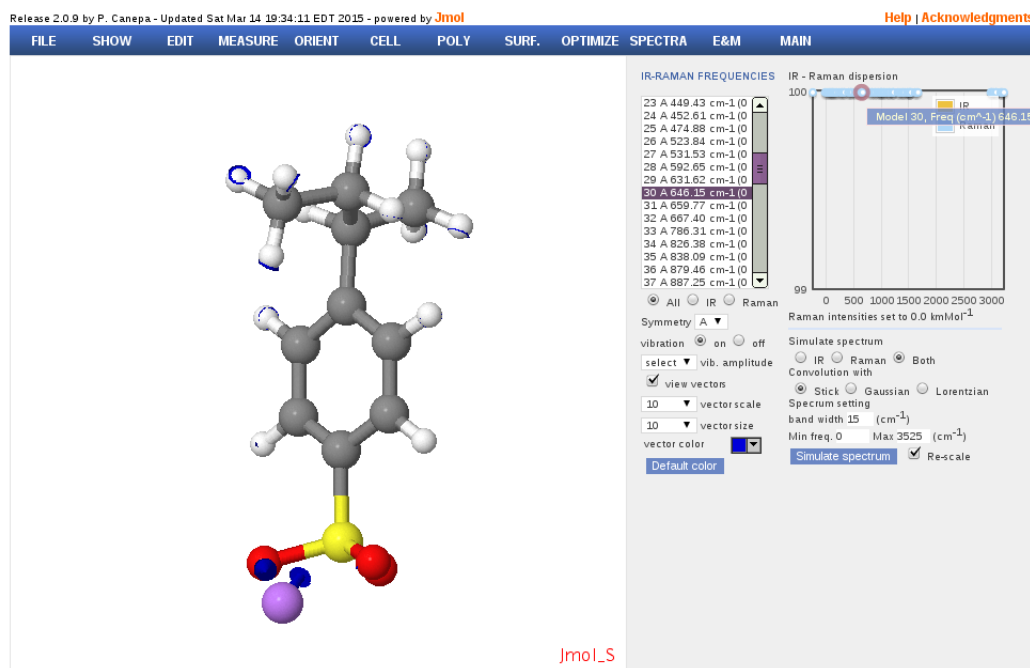 Release 2.0.9 by P. Canepa - Updated Sat Mar 14 19:34:11 EDT 2015 - powered by Jmol
Help | Acknowledgments
FILE SHOW EDIT MEASURE ORIENT CELL POLY SURF. OPTIMIZE SPECTRA E&M MAIN
IR-RAMAN FREQUENCIES
23 A 449.43 cm-1 (0
24 A 452.61 cm-1 (0
25 A 474.88 cm-1 (0
26 A 523.84 cm-1 (0
27 A 531.53 cm-1 (0
28 A 592.65 cm-1 (0
29 A 631.62 cm-1 (0
30 A 646.15 cm-1 (0
31 A 659.77 cm-1 (0
32 A 667.40 cm-1 (0
33 A 786.31 cm-1 (0
34 A 826.38 cm-1 (0
35 A 838.09 cm-1 (0
36 A 879.46 cm-1 (0
37 A 887.25 cm-1 (0
All IR Raman
Symmetry A
vibration on off
select vib. amplitude
view vectors
10 vector scale
10 vector size
vector color
Default color
IR - Raman dispersion
100
IR
Model 30, Freq (cm^-1) 646.15
Raman
99
0 500 1000 1500 2000 2500 3000
Raman intensities set to 0.0 kmMol-1
Simulate spectrum
IR Raman Both
Convolution with
Stick Gaussian Lorentzian
Specrum setting
band width 15 (cm-1)
Min freq. 0 Max 3525 (cm-1)
Simulate spectrum Re-scale
Jmol_S